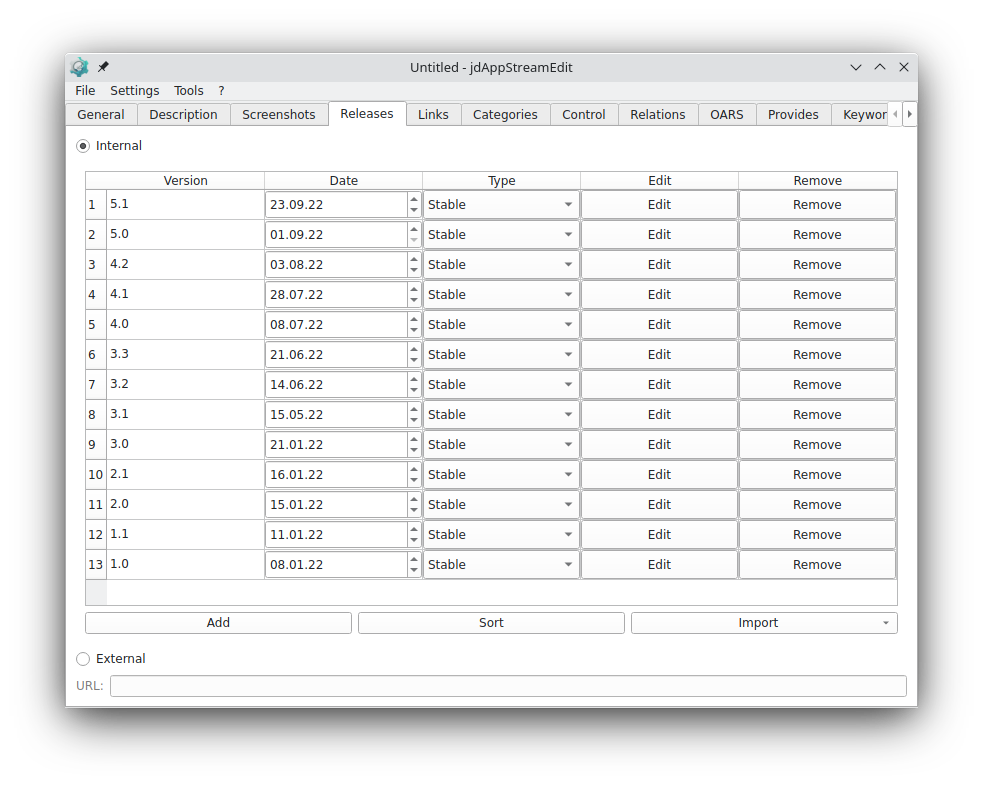 Untitled - jdAppStreamEdit
File Settings Tools ?
General Description Screenshots Releases Links Categories Control Relations OARS Provides Keywor
Internal
Version Date Type Edit Remove
1 5.1 23.09.22 Stable Edit Remove
2 5.0 01.09.22 Stable Edit Remove
3 4.2 03.08.22 Stable Edit Remove
4 4.1 28.07.22 Stable Edit Remove
5 4.0 08.07.22 Stable Edit Remove
6 3.3 21.06.22 Stable Edit Remove
7 3.2 14.06.22 Stable Edit Remove
8 3.1 15.05.22 Stable Edit Remove
9 3.0 21.01.22 Stable Edit Remove
10 2.1 16.01.22 Stable Edit Remove
11 2.0 15.01.22 Stable Edit Remove
12 1.1 11.01.22 Stable Edit Remove
13 1.0 08.01.22 Stable Edit Remove
Add Sort Import
External
URL: